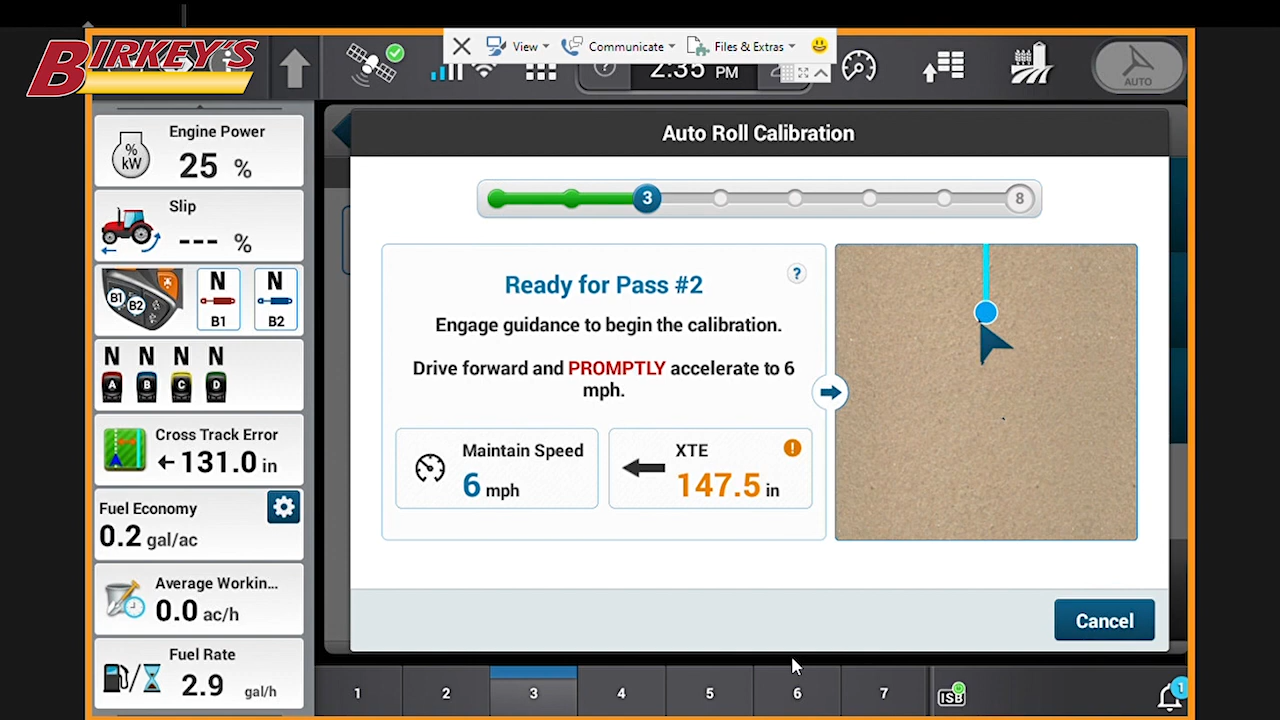 BIRKEY'S
View
Communicate
Files & Extras
2:35 PM
AUTO
Engine Power
% kW
25 %
Slip
--- %
B1 B2
N
B1
N
B2
N N N N
A B C D
Cross Track Error
131.0 in
Fuel Economy
0.2 gal/ac
Average Workin...
0.0 ac/h
Fuel Rate
2.9 gal/h
Auto Roll Calibration
3
8
Ready for Pass #2
?
Engage guidance to begin the calibration.
Drive forward and PROMPTLY accelerate to 6
mph.
Maintain Speed
6 mph
XTE
!
147.5 in
Cancel
1 2 3 4 5 6 7
ISB
1